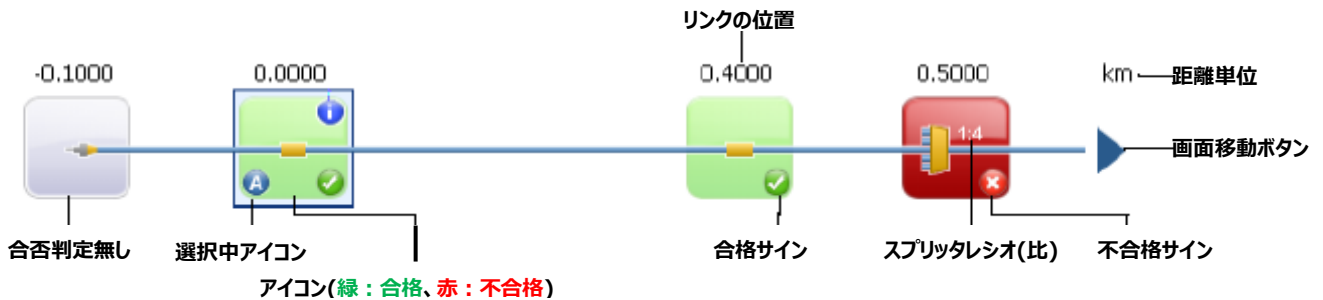 リンクの位置
-0.1000 0.0000 0.4000 0.5000 km 距離単位
i
1:4
画面移動ボタン
A
合否判定無し 選択中アイコン 合格サイン スプリッタレシオ(比) 不合格サイン
アイコン(緑：合格、赤：不合格)